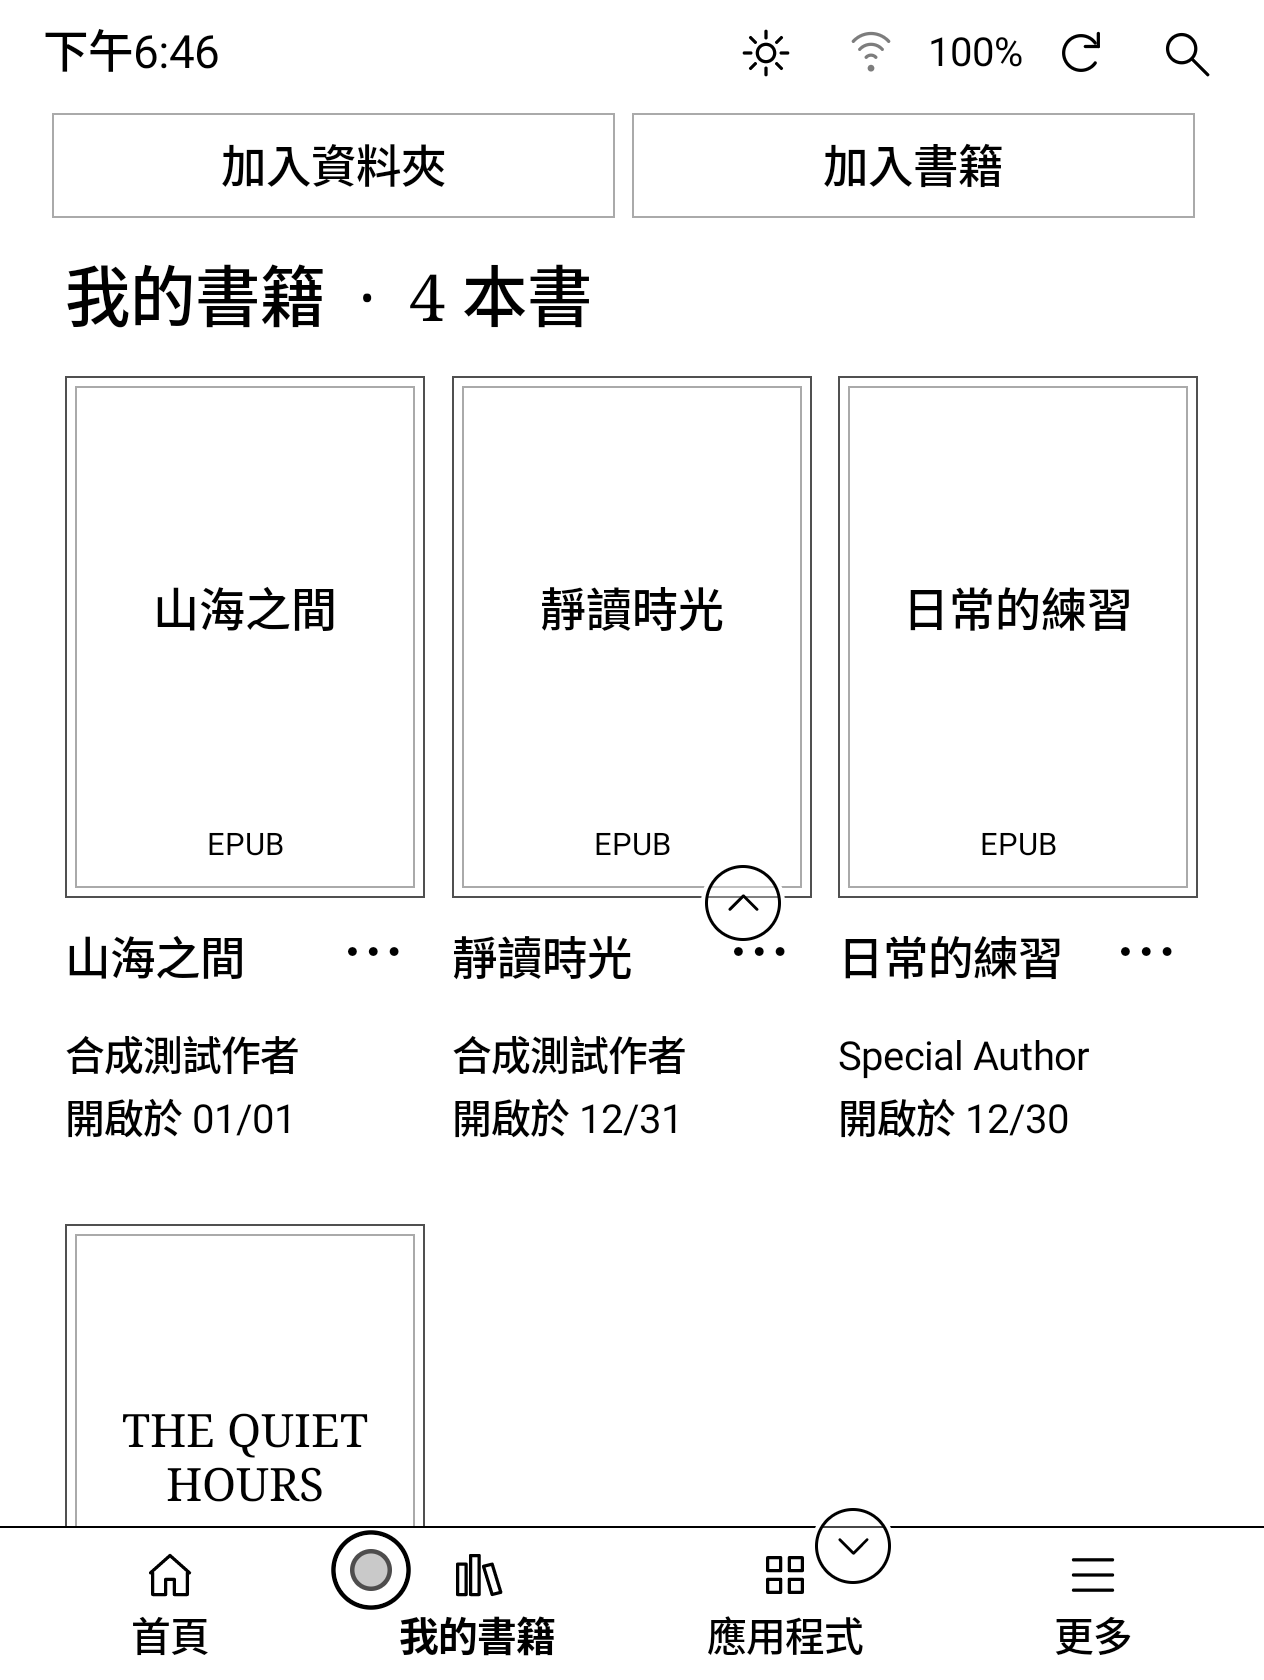 下午6:46 100%
加入資料夾 加入書籍
我的書籍 · 4 本書
山海之間 靜讀時光 日常的練習
EPUB EPUB EPUB
山海之間 ••• 靜讀時光 ••• 日常的練習 •••
合成測試作者 合成測試作者 Special Author
開啟於 01/01 開啟於 12/31 開啟於 12/30
THE QUIET
HOURS
首頁 我的書籍 應用程式 更多